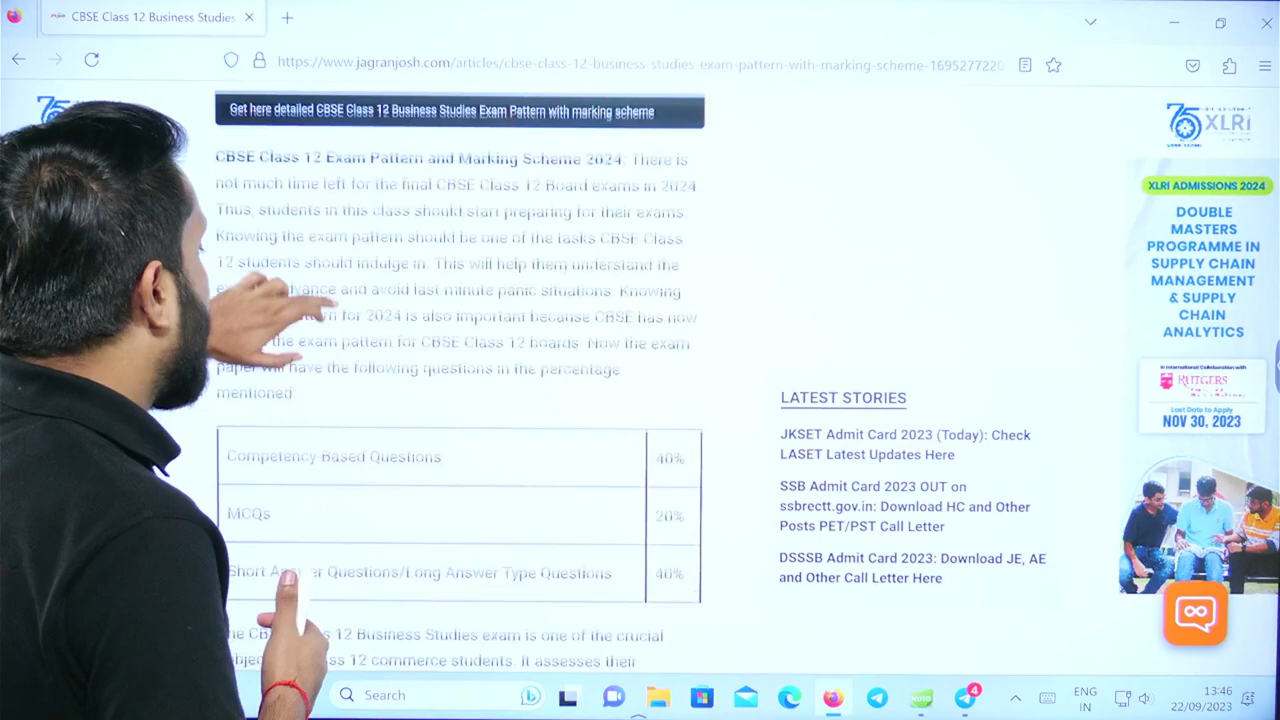 CBSE Class 12 Business Studies
https://www.jagranjosh.com/articles/cbse-class-12-business-studies-exam-pattern-with-marking-scheme-1695277220
75
XLRI
Get here detailed CBSE Class 12 Business Studies Exam Pattern with marking scheme
CBSE Class 12 Exam Pattern and Marking Scheme 2024: There is
not much time left for the final CBSE Class 12 Board exams in 2024
Thus, students in this class should start preparing for their exams
Knowing the exam pattern should be one of the tasks CBSE Class
12 students should indulge in. This will help them understand the
and avoid last minute panic situations. Knowing
for 2024 is also important because CBSE has now
the exam pattern for CBSE Class 12 boards. Now the exam
paper will have the following questions in the percentage
mentioned:
Competency-Based Questions 40%
MCQs 20%
Short Answer Questions/Long Answer Type Questions 40%
12 Business Studies exam is one of the crucial
12 commerce students. It assesses their
LATEST STORIES
JKSET Admit Card 2023 (Today): Check
LASET Latest Updates Here
SSB Admit Card 2023 OUT on
ssbrectt.gov.in: Download HC and Other
Posts PET/PST Call Letter
DSSSB Admit Card 2023: Download JE, AE
and Other Call Letter Here
XLRI ADMISSIONS 2024
DOUBLE
MASTERS
PROGRAMME IN
SUPPLY CHAIN
MANAGEMENT
& SUPPLY
CHAIN
ANALYTICS
In International Collaboration with
RUTGERS
Last Date to Apply
NOV 30, 2023
Search
4
ENG
IN
13:46
22/09/2023